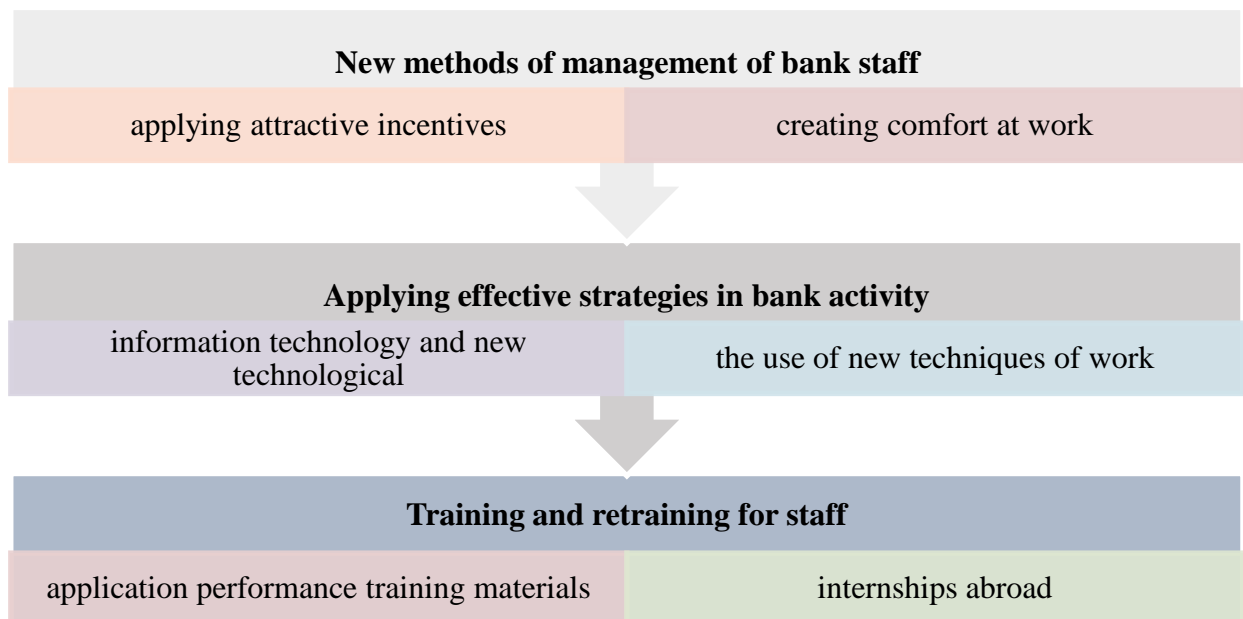 New methods of management of bank staff
applying attractive incentives
creating comfort at work
Applying effective strategies in bank activity
information technology and new
technological
the use of new techniques of work
Training and retraining for staff
application performance training materials
internships abroad